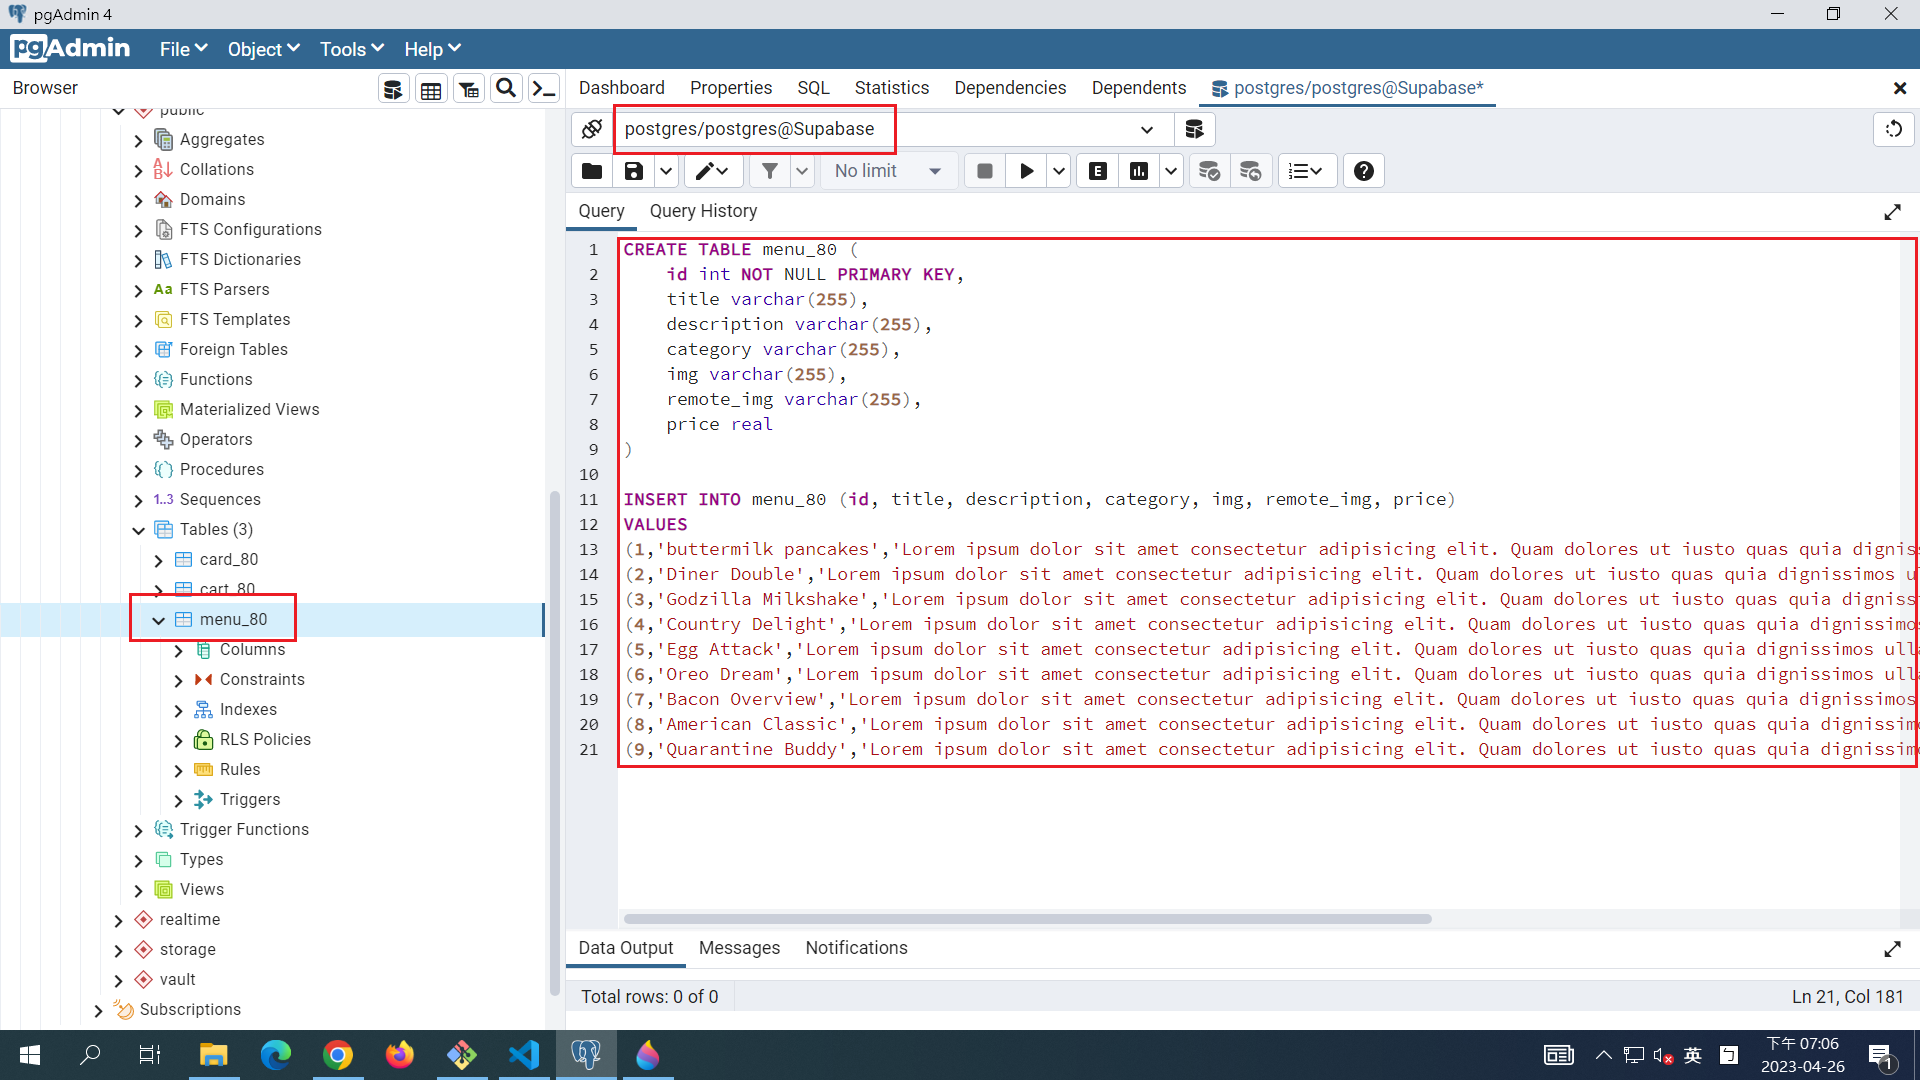 pgAdmin 4
pgAdmin
File
Object
Tools
Help
Browser
Dashboard
Properties
SQL
Statistics
Dependencies
Dependents
postgres/postgres@Supabase*
public
Aggregates
Collations
Domains
FTS Configurations
FTS Dictionaries
Aa FTS Parsers
FTS Templates
Foreign Tables
Functions
Materialized Views
Operators
Procedures
1..3 Sequences
Tables (3)
card_80
cart_80
menu_80
Columns
Constraints
Indexes
RLS Policies
Rules
Triggers
Trigger Functions
Types
Views
realtime
storage
vault
Subscriptions
postgres/postgres@Supabase
No limit
E
Query
Query History
1 CREATE TABLE menu_80 (
2 id int NOT NULL PRIMARY KEY,
3 title varchar(255),
4 description varchar(255),
5 category varchar(255),
6 img varchar(255),
7 remote_img varchar(255),
8 price real
9 )
10
11 INSERT INTO menu_80 (id, title, description, category, img, remote_img, price)
12 VALUES
13 (1,'buttermilk pancakes','Lorem ipsum dolor sit amet consectetur adipisicing elit. Quam dolores ut iusto quas quia digniss
14 (2,'Diner Double','Lorem ipsum dolor sit amet consectetur adipisicing elit. Quam dolores ut iusto quas quia dignissimos u
15 (3,'Godzilla Milkshake','Lorem ipsum dolor sit amet consectetur adipisicing elit. Quam dolores ut iusto quas quia digniss
16 (4,'Country Delight','Lorem ipsum dolor sit amet consectetur adipisicing elit. Quam dolores ut iusto quas quia dignissimo
17 (5,'Egg Attack','Lorem ipsum dolor sit amet consectetur adipisicing elit. Quam dolores ut iusto quas quia dignissimos ull
18 (6,'Oreo Dream','Lorem ipsum dolor sit amet consectetur adipisicing elit. Quam dolores ut iusto quas quia dignissimos ull
19 (7,'Bacon Overview','Lorem ipsum dolor sit amet consectetur adipisicing elit. Quam dolores ut iusto quas quia dignissimos
20 (8,'American Classic','Lorem ipsum dolor sit amet consectetur adipisicing elit. Quam dolores ut iusto quas quia dignissim
21 (9,'Quarantine Buddy','Lorem ipsum dolor sit amet consectetur adipisicing elit. Quam dolores ut iusto quas quia dignissim
Data Output
Messages
Notifications
Total rows: 0 of 0
Ln 21, Col 181
英
下午 07:06
2023-04-26
1